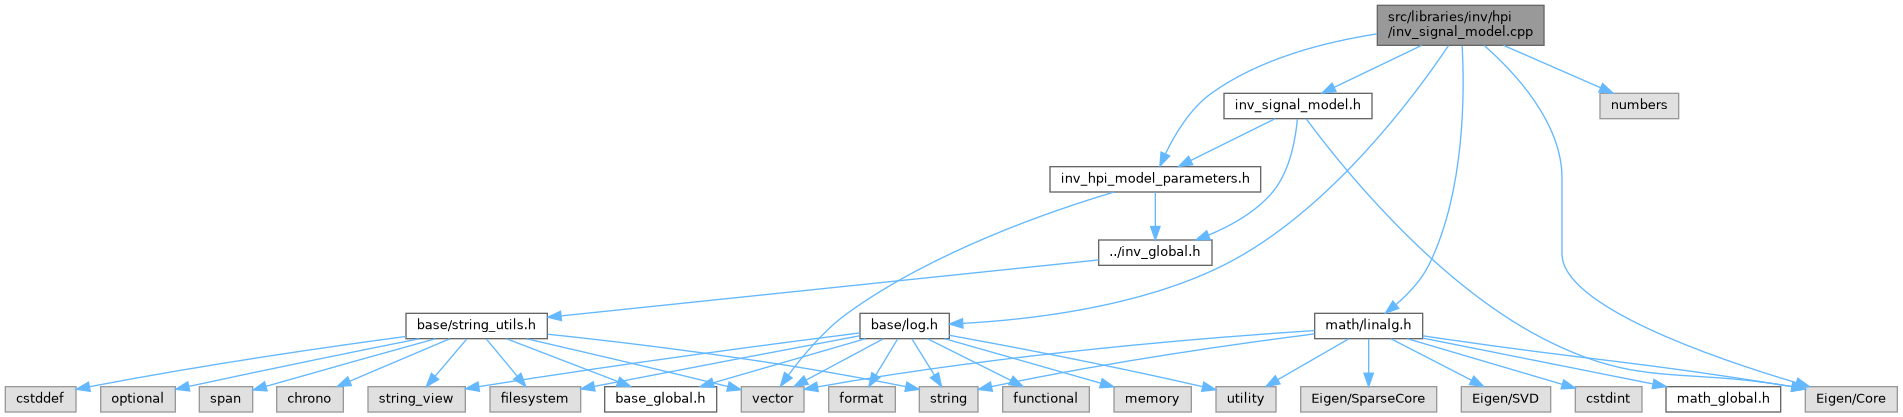 src/libraries/inv/hpi
/inv_signal_model.cpp
inv_signal_model.h
numbers
inv_hpi_model_parameters.h
../inv_global.h
base/string_utils.h
base/log.h
math/linalg.h
cstddef
optional
span
chrono
string_view
filesystem
base_global.h
vector
format
string
functional
memory
utility
Eigen/SparseCore
Eigen/SVD
cstdint
math_global.h
Eigen/Core